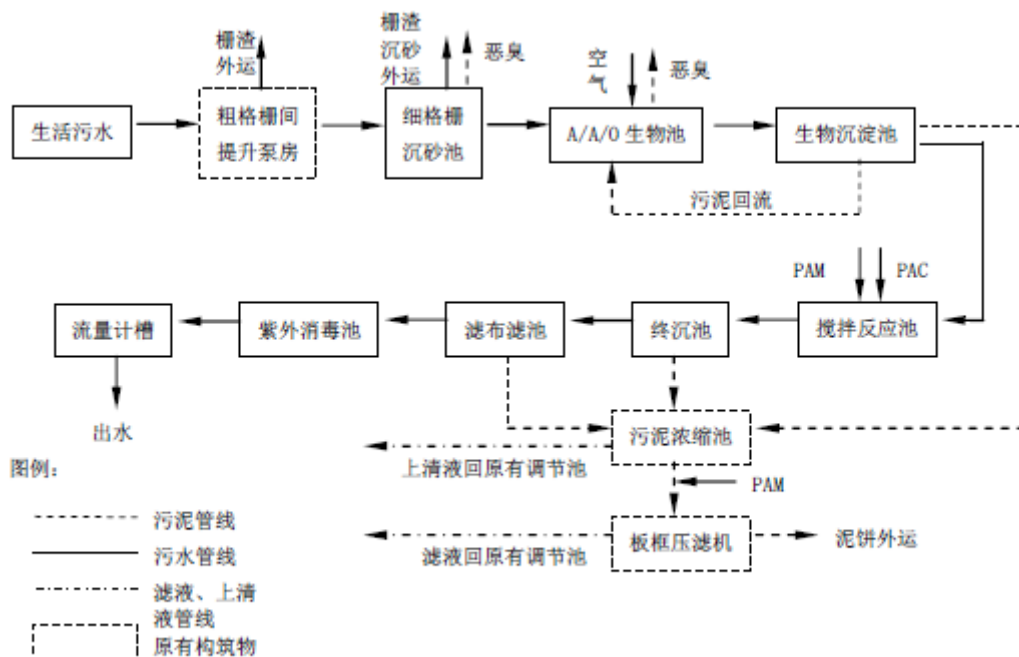 栅渣
外运
栅渣
沉砂
外运
恶臭
空
气
恶臭
生活污水
粗格栅间
提升泵房
细格栅
沉砂池
A/A/O 生物池
生物沉淀池
污泥回流
PAM
PAC
流量计槽
紫外消毒池
滤布滤池
终沉池
搅拌反应池
出水
污泥浓缩池
上清液回原有调节池
PAM
滤液回原有调节池
板框压滤机
泥饼外运
图例：
污泥管线
污水管线
滤液、上清
液管线
原有构筑物